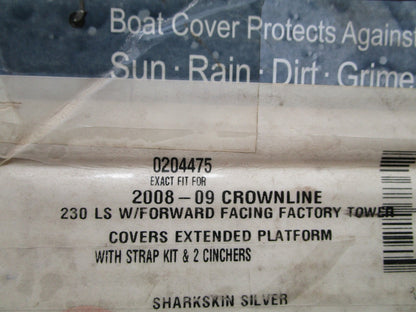 Boat Cover Protects Against
Sun · Rain · Dirt · Grime
0204475
EXACT FIT FOR
2008-09 CROWNLINE
230 LS W/FORWARD FACING FACTORY TOWER
COVERS EXTENDED PLATFORM
WITH STRAP KIT & 2 CINCHERS
SHARKSKIN SILVER